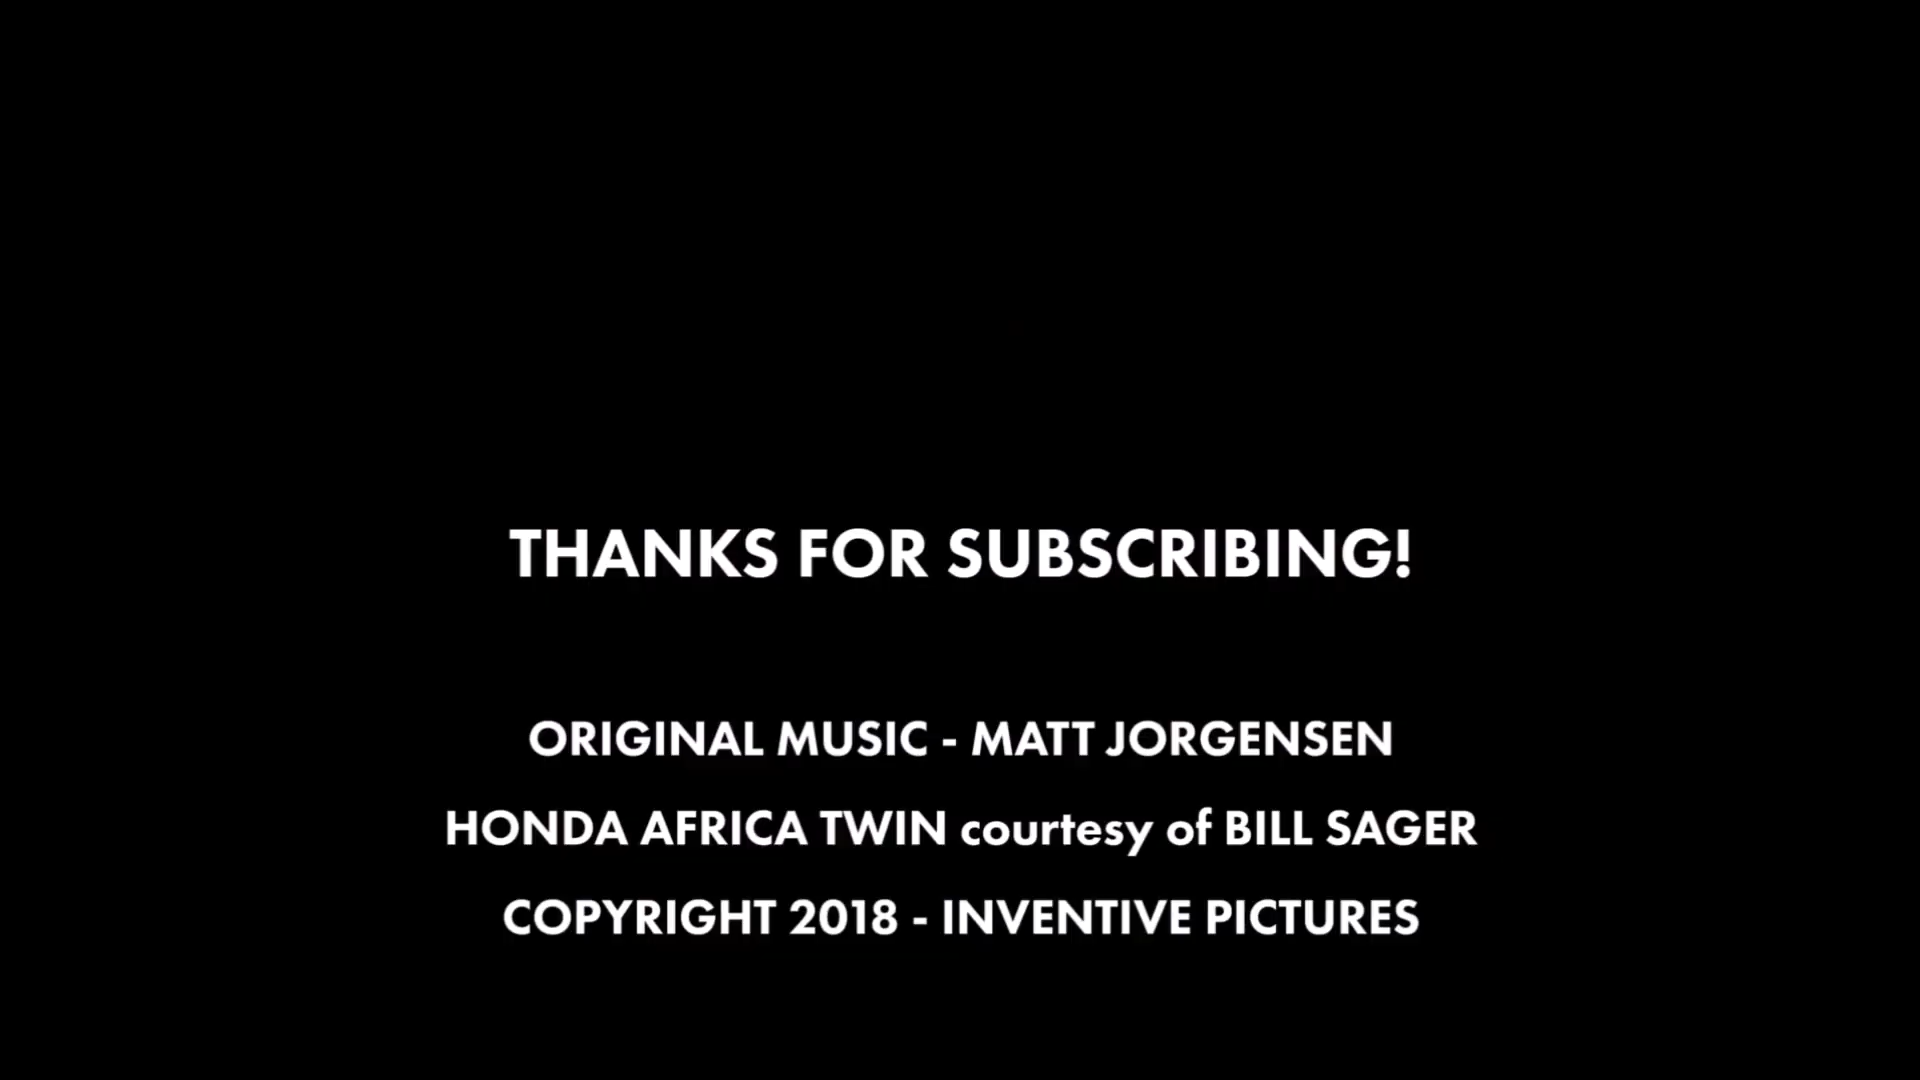 THANKS FOR SUBSCRIBING!
ORIGINAL MUSIC - MATT JORGENSEN
HONDA AFRICA TWIN courtesy of BILL SAGER
COPYRIGHT 2018 - INVENTIVE PICTURES